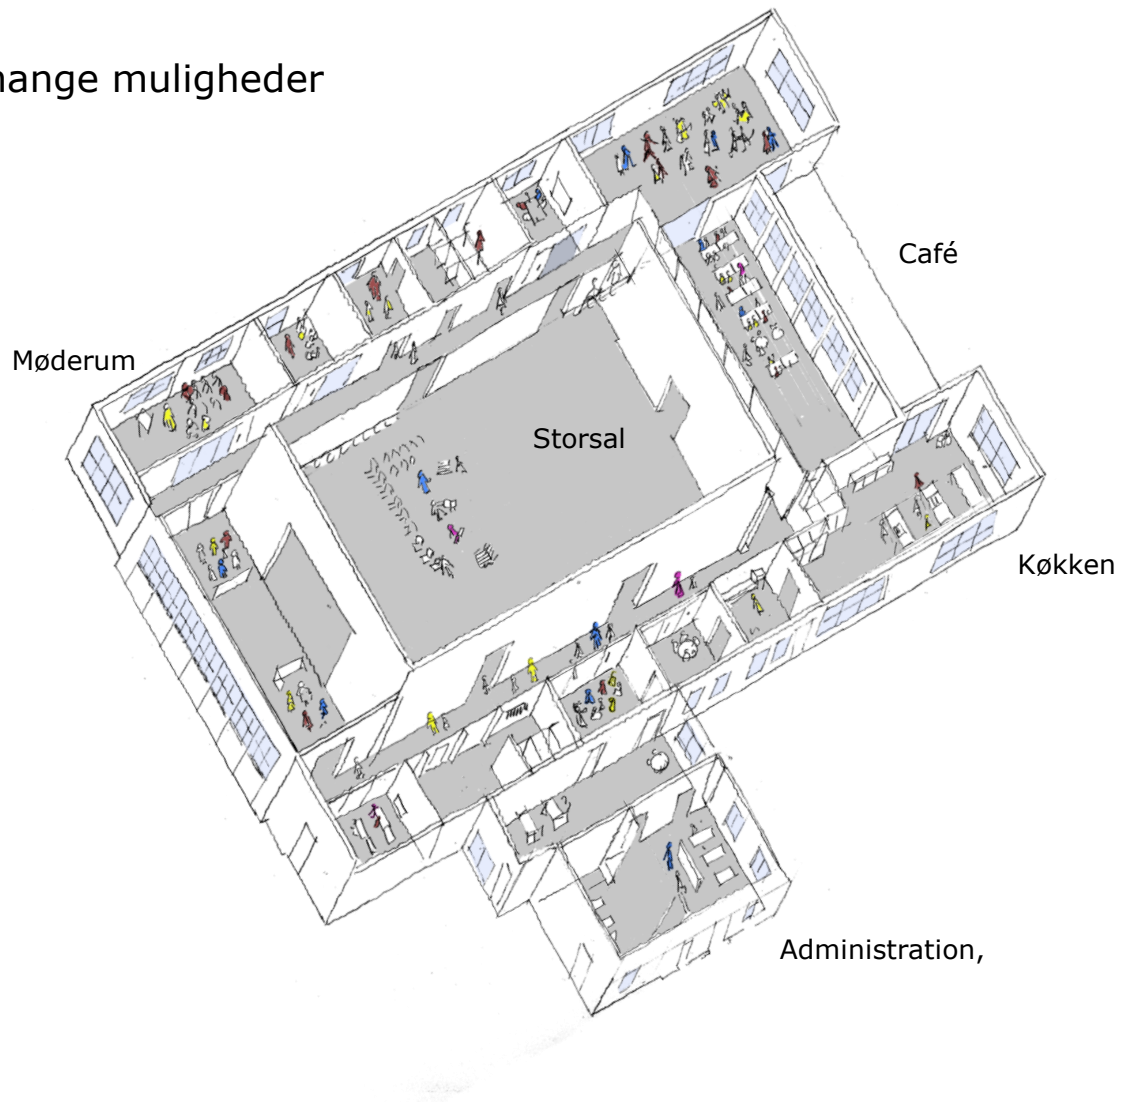 mange muligheder
Café
Møderum
Storsal
Køkken
Administration,